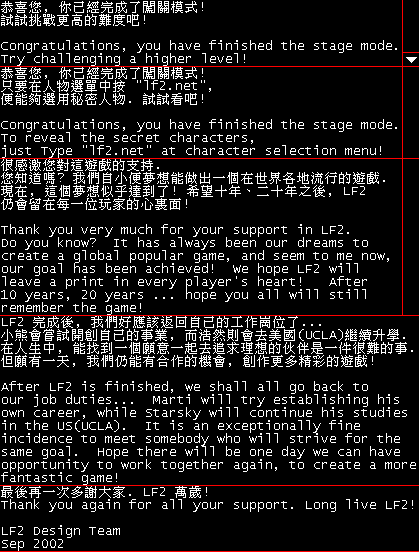 恭喜您, 你己經完成了闖關模式!
試試挑戰更高的難度吧!
Congratulations, you have finished the stage mode.
Try challenging a higher level!
恭喜您, 你己經完成了闖關模式!
只要在人物選單中按 "lf2.net",
便能夠選用秘密人物. 試試看吧!
Congratulations, you have finished the stage mode.
To reveal the secret characters,
just Type "lf2.net" at character selection menu!
很感激您對這遊戲的支持.
您知道嗎? 我們自小便夢想能做出一個在世界各地流行的遊戲.
現在, 這個夢想似乎達到了! 希望十年、二十年之後, LF2
仍會留在每一位玩家的心裏面!
Thank you very much for your support in LF2.
Do you know?  It has always been our dreams to
create a global popular game, and seem to me now,
our goal has been achieved!  We hope LF2 will
leave a print in every player's heart!   After
10 years, 20 years ... hope you all will still
remember the game!
LF2 完成後, 我們好應該返回自己的工作崗位了...
小熊會嘗試開創自己的事業, 而浩然則會去美國(UCLA)繼續升學.
在人生中, 能找到一個願意一起去追求理想的伙伴是一件很難的事.
但願有一天, 我們仍能有合作的機會, 創作更多精彩的遊戲!
After LF2 is finished, we shall all go back to
our job duties...  Marti will try establishing his
own career, while Starsky will continue his studies
in the US(UCLA).  It is an exceptionally fine
incidence to meet somebody who will strive for the
same goal.  Hope there will be one day we can have
opportunity to work together again, to create a more
fantastic game!
最後再一次多謝大家. LF2 萬歲!
Thank you again for all your support. Long live LF2!
LF2 Design Team
Sep 2002